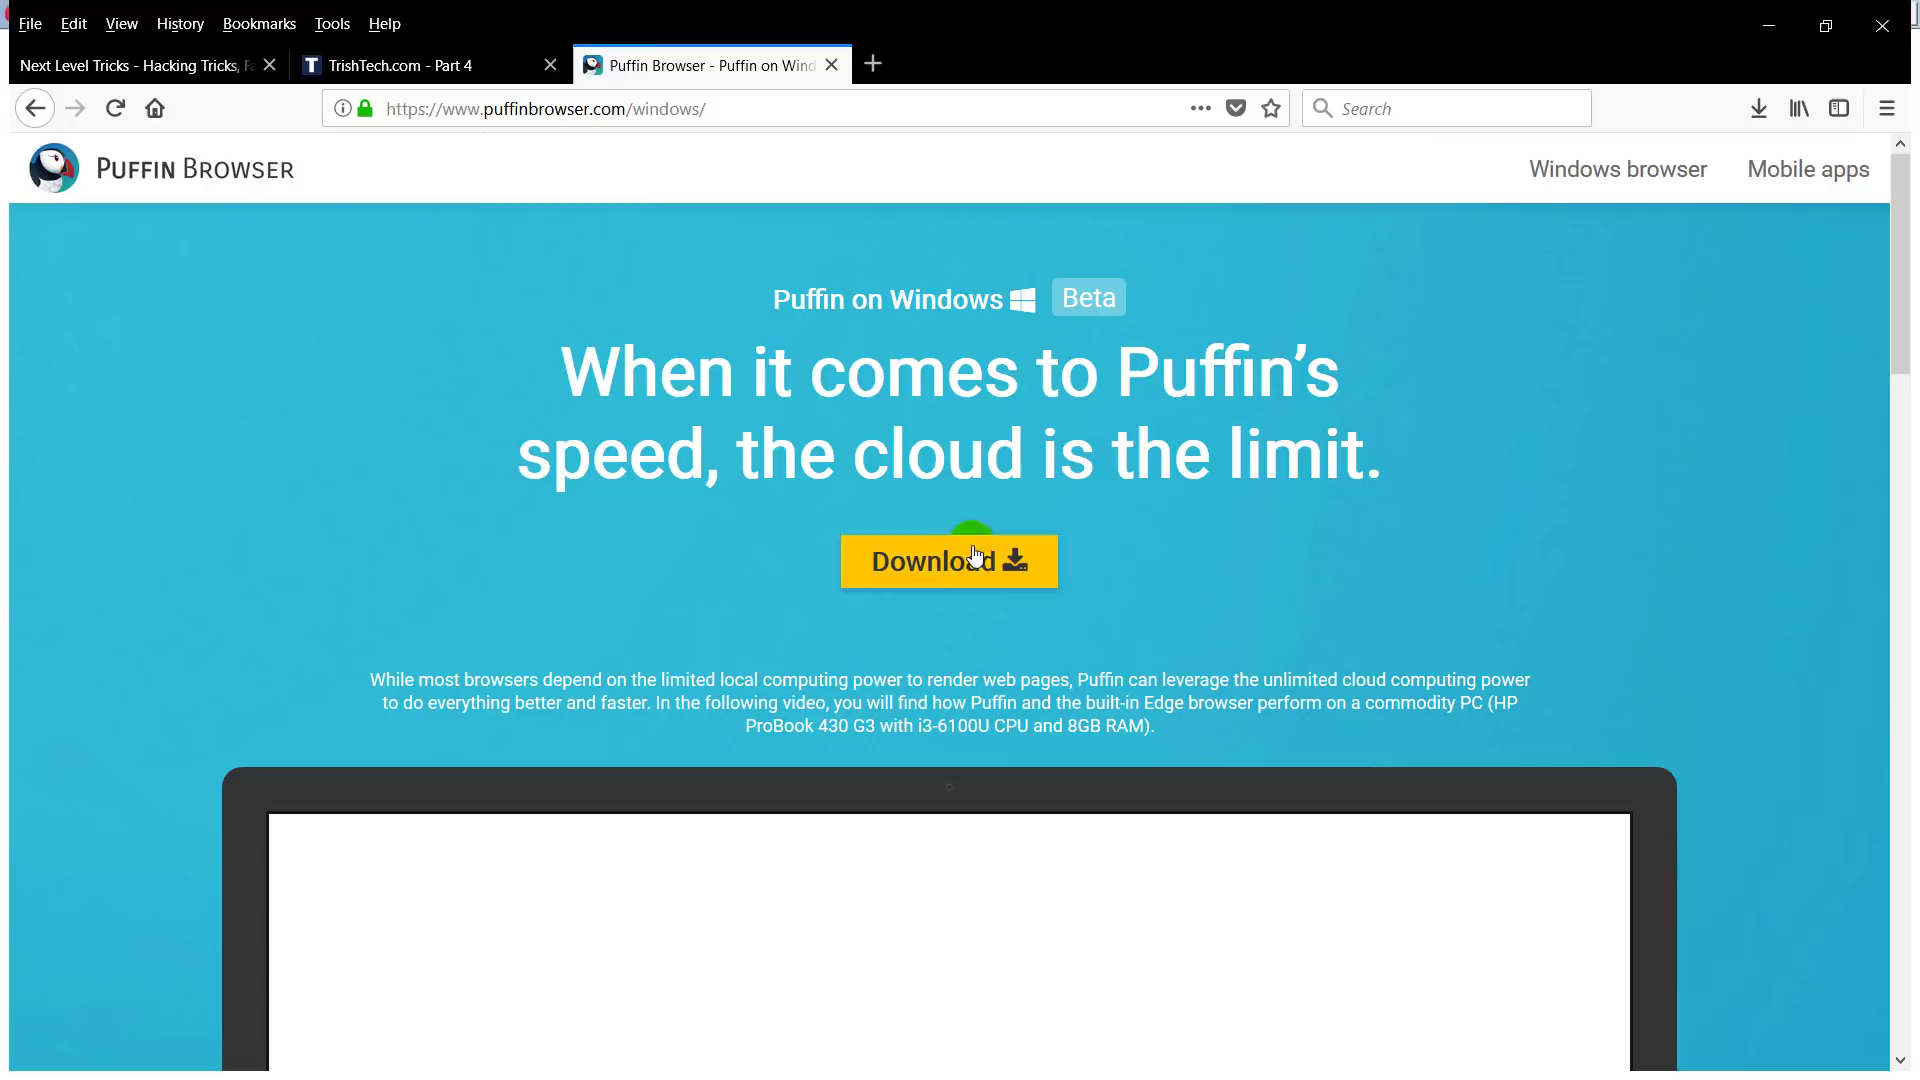 File Edit View History Bookmarks Tools Help
Next Level Tricks - Hacking Tricks, Fa
TrishTech.com - Part 4
Puffin Browser - Puffin on Wind
https://www.puffinbrowser.com/windows/
Search
PUFFIN BROWSER
Windows browser
Mobile apps
Puffin on Windows Beta
When it comes to Puffin’s
speed, the cloud is the limit.
Download
While most browsers depend on the limited local computing power to render web pages, Puffin can leverage the unlimited cloud computing power
to do everything better and faster. In the following video, you will find how Puffin and the built-in Edge browser perform on a commodity PC (HP
ProBook 430 G3 with i3-6100U CPU and 8GB RAM).